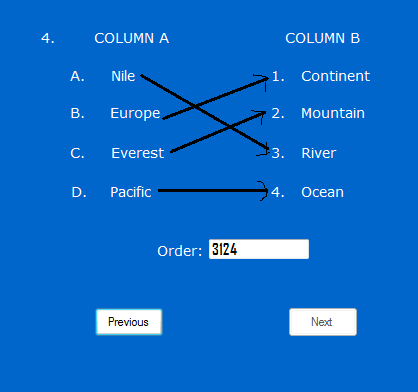 4. COLUMN A COLUMN B
A. Nile 1. Continent
B. Europe 2. Mountain
C. Everest 3. River
D. Pacific 4. Ocean
Order: 3124
Previous Next